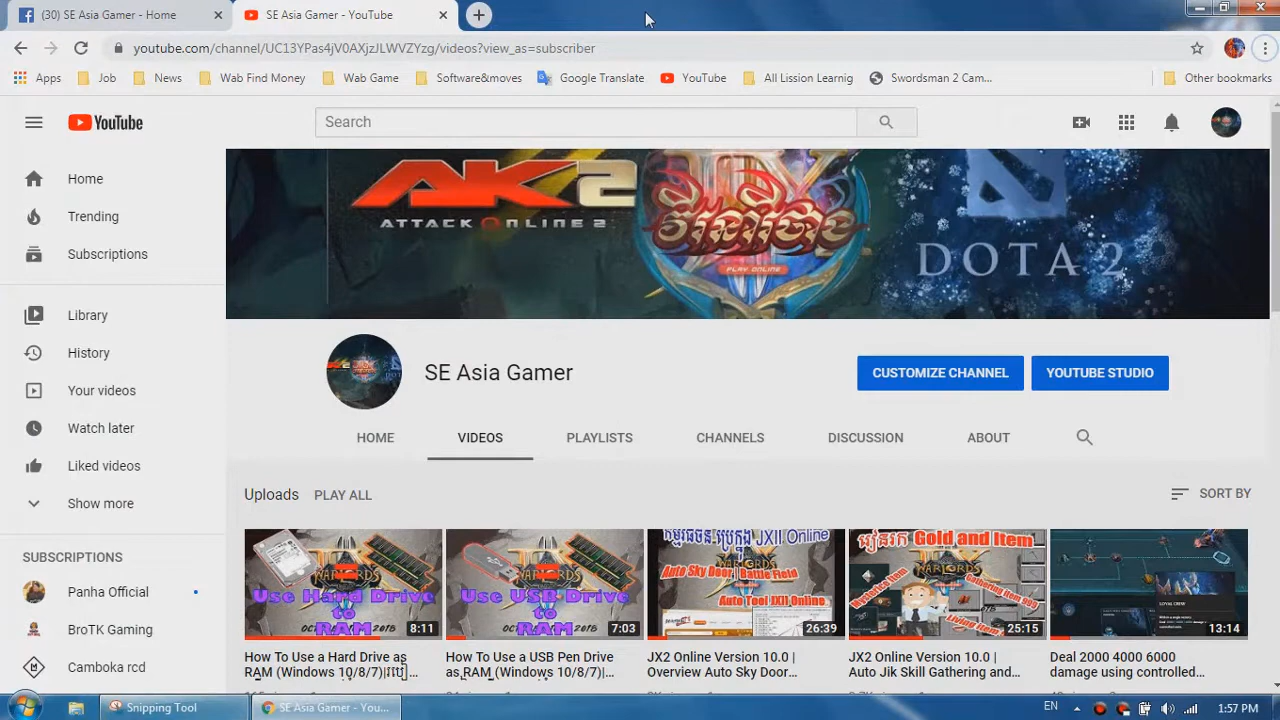 (30) SE Asia Gamer - Home
SE Asia Gamer - YouTube
youtube.com/channel/UC13YPas4jV0AXjzJLWVZYzg/videos?view_as=subscriber
Apps Job News Wab Find Money Wab Game Software&moves Google Translate YouTube All Lission Learnig Swordsman 2 Cam... Other bookmarks
YouTube
Search
Home
Trending
Subscriptions
Library
History
Your videos
Watch later
Liked videos
Show more
SUBSCRIPTIONS
Panha Official
BroTK Gaming
Camboka rcd
AK2
ATTACK ONLINE 2
PLAY ONLINE
DOTA 2
SE Asia Gamer
CUSTOMIZE CHANNEL
YOUTUBE STUDIO
HOME VIDEOS PLAYLISTS CHANNELS DISCUSSION ABOUT
Uploads PLAY ALL
SORT BY
WARLORDS
Use Hard Drive
to
RAM
8:11
How To Use a Hard Drive as
RAM (Windows 10/8/7)|
WARLORDS
Use USB Drive
to
RAM
7:03
How To Use a USB Pen Drive
as RAM (Windows 10/8/7)|...
JXII Online
Auto Sky Door Battle Field
Auto Tool JXII Online
26:39
JX2 Online Version 10.0 |
Overview Auto Sky Door...
Gold and Item
25:15
JX2 Online Version 10.0 |
Auto Jik Skill Gathering and...
LOYAL CREW
13:14
Deal 2000 4000 6000
damage using controlled...
Snipping Tool
SE Asia Gamer - You...
EN
1:57 PM